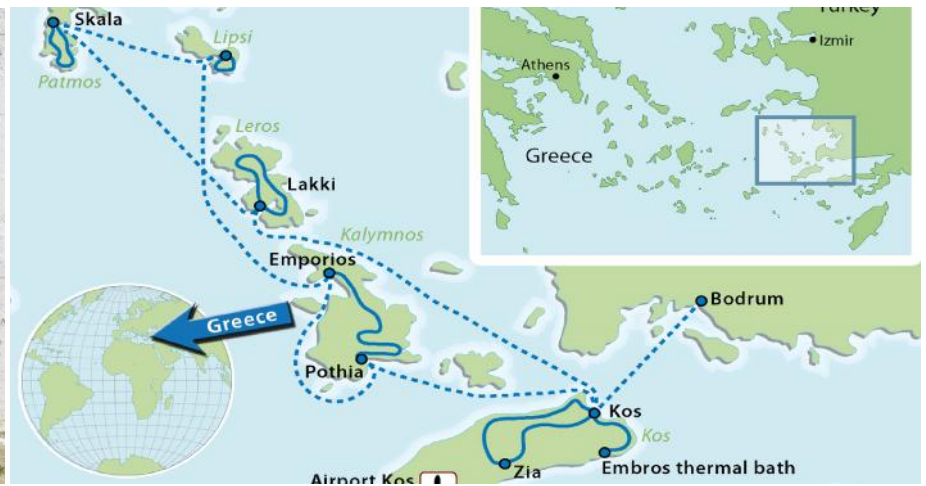 Skala
Lipsi
Patmos
Leros
Lakki
Kalymnos
Emporios
Greece
Pothia
Bodrum
Kos
Kos
Zia
Embros thermal bath
Airport Kos
Turkey
Izmir
Athens
Greece